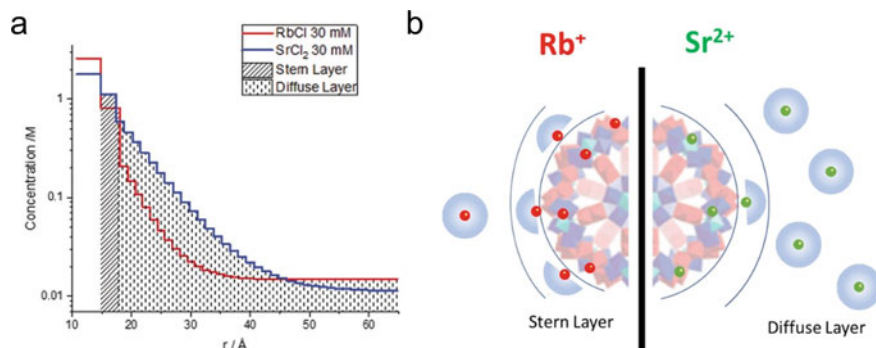 a
RbCl 30 mM
SrCl₂ 30 mM
Stern Layer
Diffuse Layer
Concentration /M
1
0.1
0.01
10 20 30 40 50 60
r / Å
b
Rb⁺
Sr²⁺
Stern Layer
Diffuse Layer